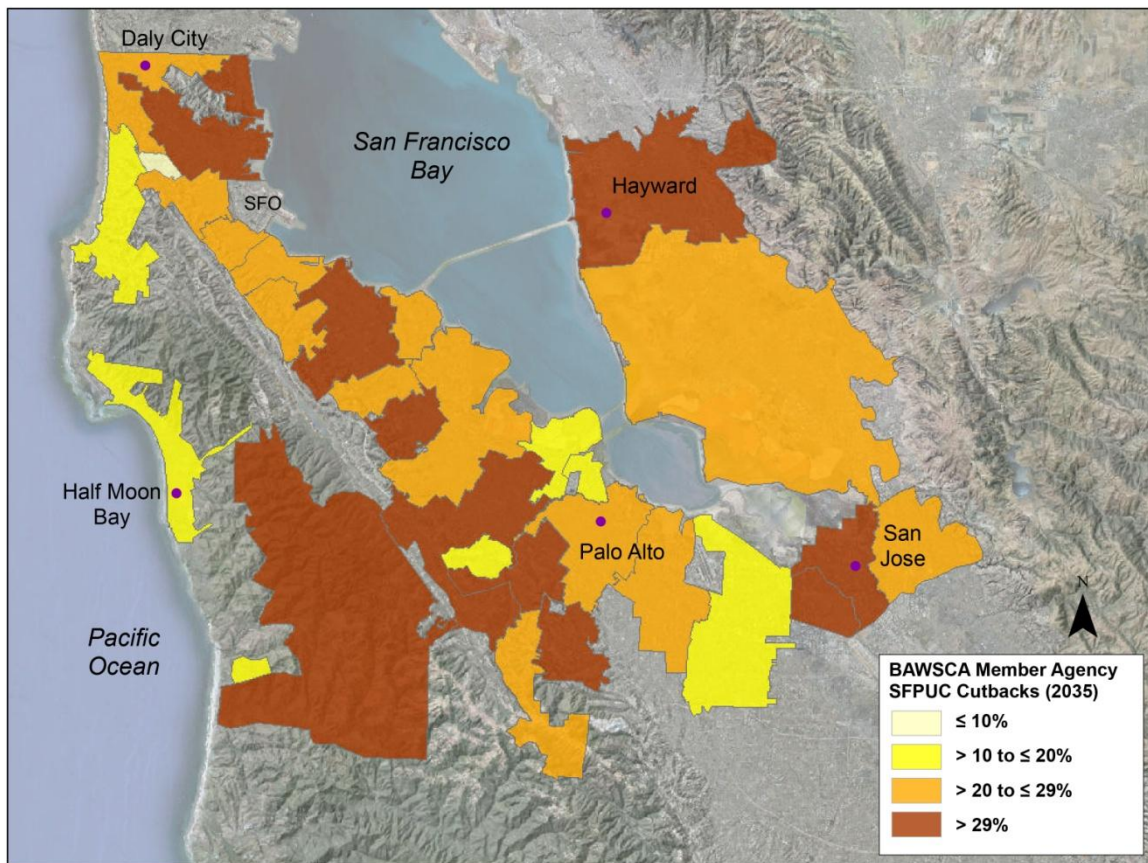 Daly City
San Francisco
Bay
Hayward
SFO
Half Moon
Bay
Palo Alto
San
Jose
Pacific
Ocean
N
BAWSCA Member Agency
SFPUC Cutbacks (2035)
≤ 10%
> 10 to ≤ 20%
> 20 to ≤ 29%
> 29%